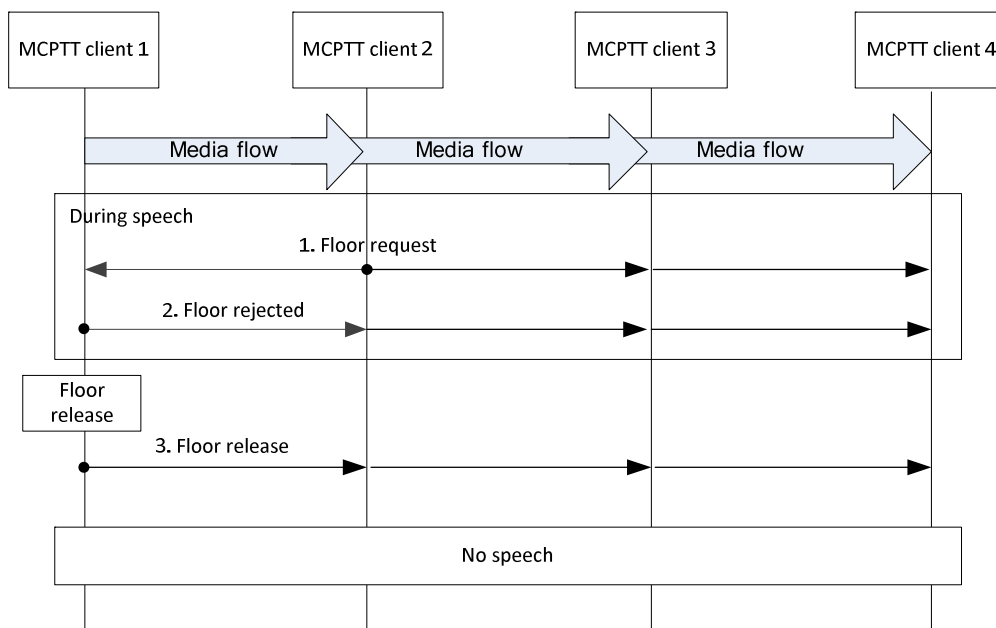 MCPTT client 1
MCPTT client 2
MCPTT client 3
MCPTT client 4
Media flow
Media flow
Media flow
During speech
1. Floor request
2. Floor rejected
Floor
release
3. Floor release
No speech